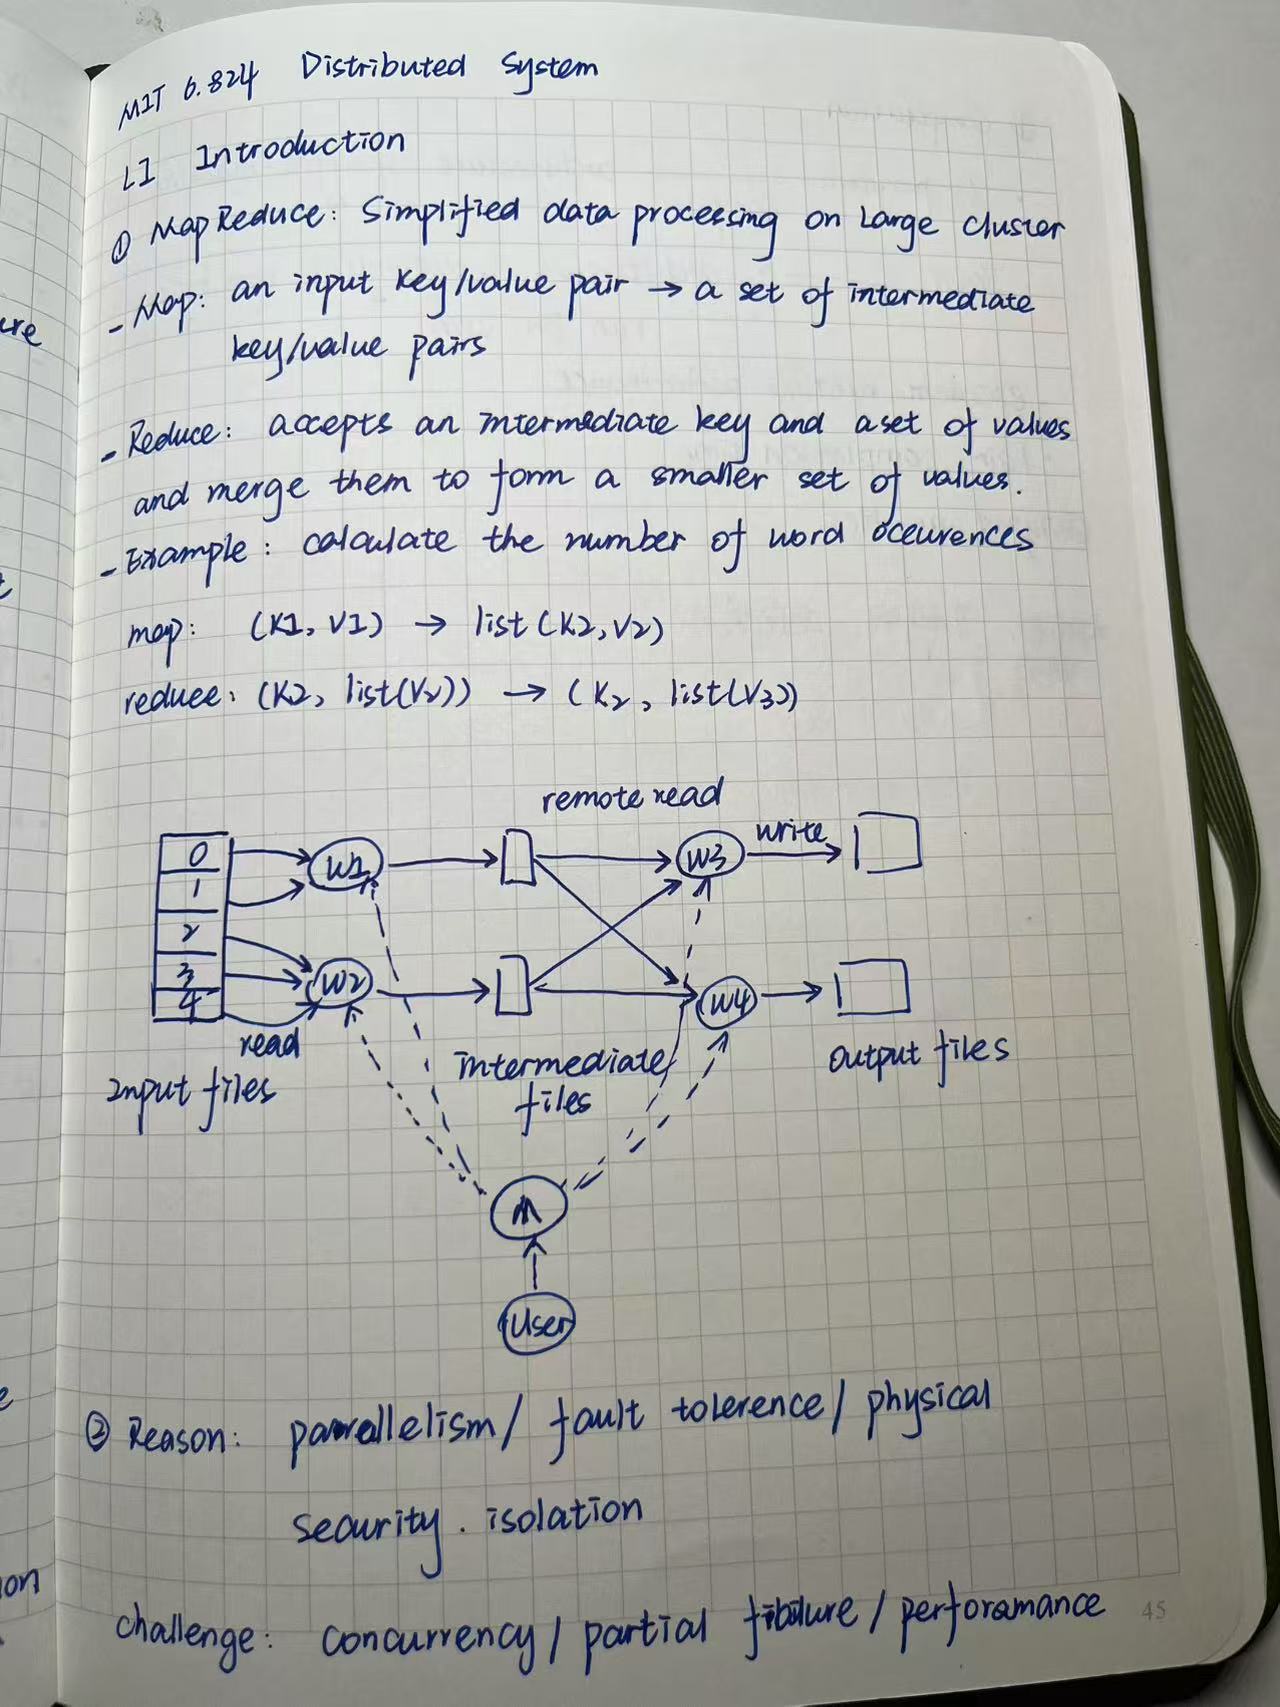 MIT 6.824 Distributed System
L1 Introduction
① MapReduce: Simplified data processing on Large cluster
- Map: an input key/value pair → a set of intermediate
key/value pairs
- Reduce: accepts an intermediate key and a set of values
and merge them to form a smaller set of values.
- Example: calculate the number of word oceurences
map: (K1, V1) → list(K2, V2)
reduce: (K2, list(V2)) → (K2, list(V3))
remote read
0
1
2
3
4
W1
W2
W3
write
W4
read
Input files
intermediate
files
output files
M
User
② Reason: parallelism/ fault tolerence/ physical
security. isolation
challenge: concurrency/ partial failure/ perforamance
45
ure
on